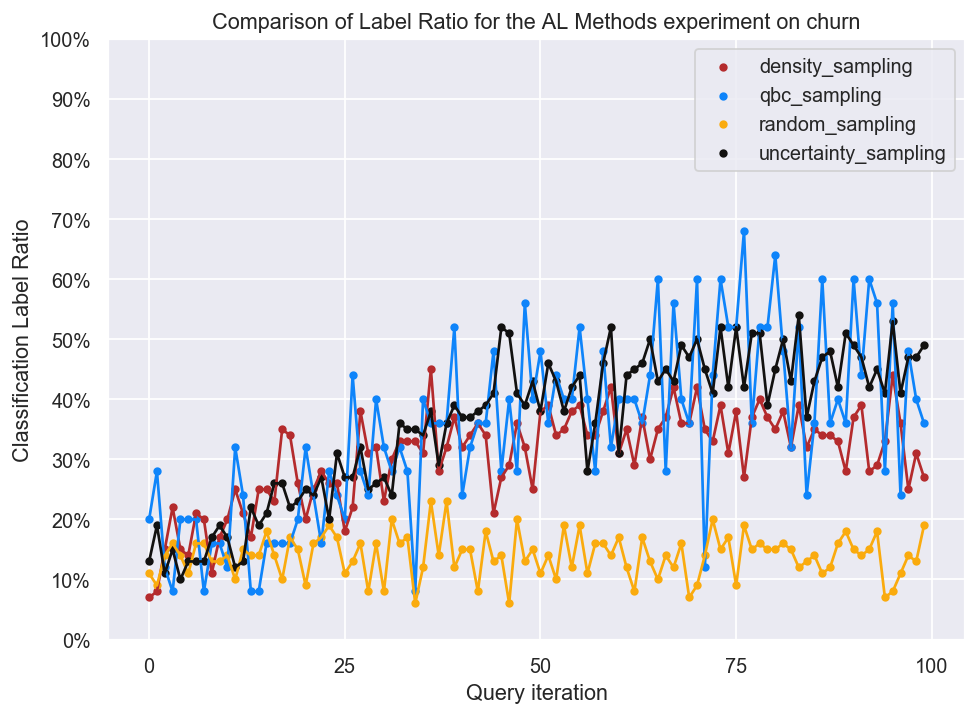 Comparison of Label Ratio for the AL Methods experiment on churn
100%
90%
80%
70%
60%
50%
40%
30%
20%
10%
0%
Classification Label Ratio
density_sampling
qbc_sampling
random_sampling
uncertainty_sampling
0
25
50
75
100
Query iteration